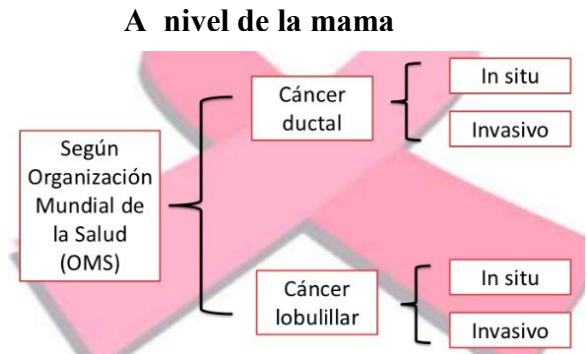 A nivel de la mama
Según
Organización
Mundial de
la Salud
(OMS)
Cáncer
ductal
In situ
Invasivo
Cáncer
lobulillar
In situ
Invasivo